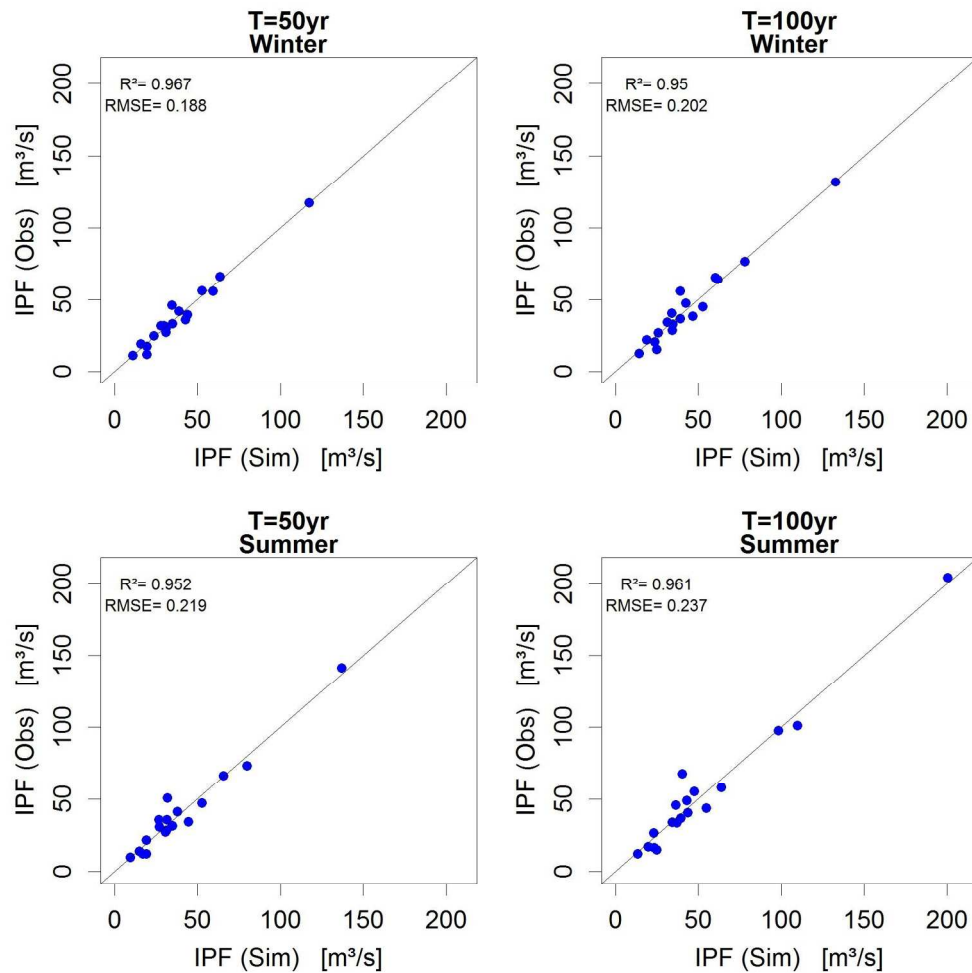 T=50yr
Winter
R²= 0.967
RMSE= 0.188
IPF (Obs) [m³/s]
0 50 100 150 200
0 50 100 150 200
IPF (Sim) [m³/s]
T=100yr
Winter
R²= 0.95
RMSE= 0.202
IPF (Obs) [m³/s]
0 50 100 150 200
0 50 100 150 200
IPF (Sim) [m³/s]
T=50yr
Summer
R²= 0.952
RMSE= 0.219
IPF (Obs) [m³/s]
0 50 100 150 200
0 50 100 150 200
IPF (Sim) [m³/s]
T=100yr
Summer
R²= 0.961
RMSE= 0.237
IPF (Obs) [m³/s]
0 50 100 150 200
0 50 100 150 200
IPF (Sim) [m³/s]